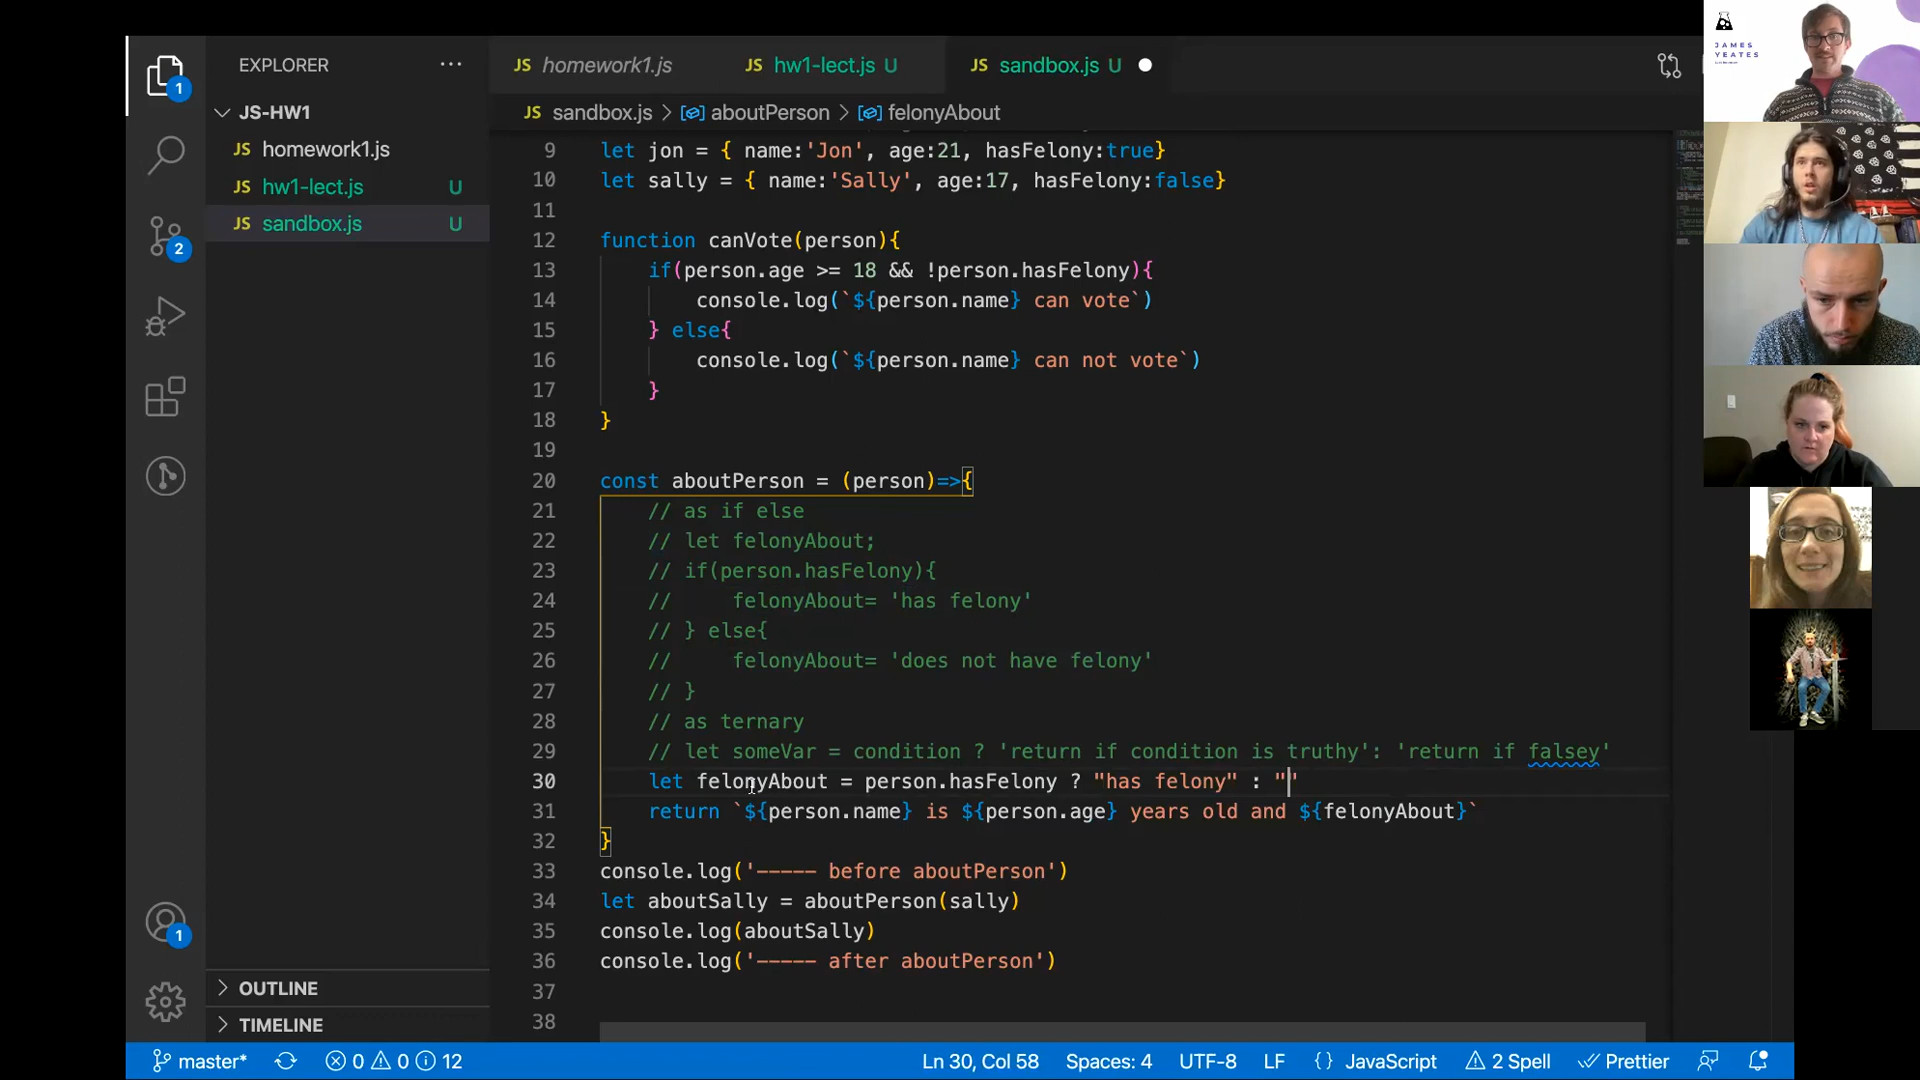 EXPLORER
JS-HW1
JS homework1.js
JS hw1-lect.js U
JS sandbox.js U
OUTLINE
TIMELINE
1
2
1
JS homework1.js
JS hw1-lect.js U
JS sandbox.js U
JS sandbox.js > aboutPerson > felonyAbout
9 let jon = { name:'Jon', age:21, hasFelony:true}
10 let sally = { name:'Sally', age:17, hasFelony:false}
11
12 function canVote(person){
13 if(person.age >= 18 && !person.hasFelony){
14 console.log(`${person.name} can vote`)
15 } else{
16 console.log(`${person.name} can not vote`)
17 }
18 }
19
20 const aboutPerson = (person)=>{
21 // as if else
22 // let felonyAbout;
23 // if(person.hasFelony){
24 // felonyAbout= 'has felony'
25 // } else{
26 // felonyAbout= 'does not have felony'
27 // }
28 // as ternary
29 // let someVar = condition ? 'return if condition is truthy': 'return if falsey'
30 let felonyAbout = person.hasFelony ? "has felony" : ""
31 return `${person.name} is ${person.age} years old and ${felonyAbout}`
32 }
33 console.log('----- before aboutPerson')
34 let aboutSally = aboutPerson(sally)
35 console.log(aboutSally)
36 console.log('----- after aboutPerson')
37
38
master* 0 0 12
Ln 30, Col 58 Spaces: 4 UTF-8 LF {} JavaScript 2 Spell Prettier
JAMES
YEATES